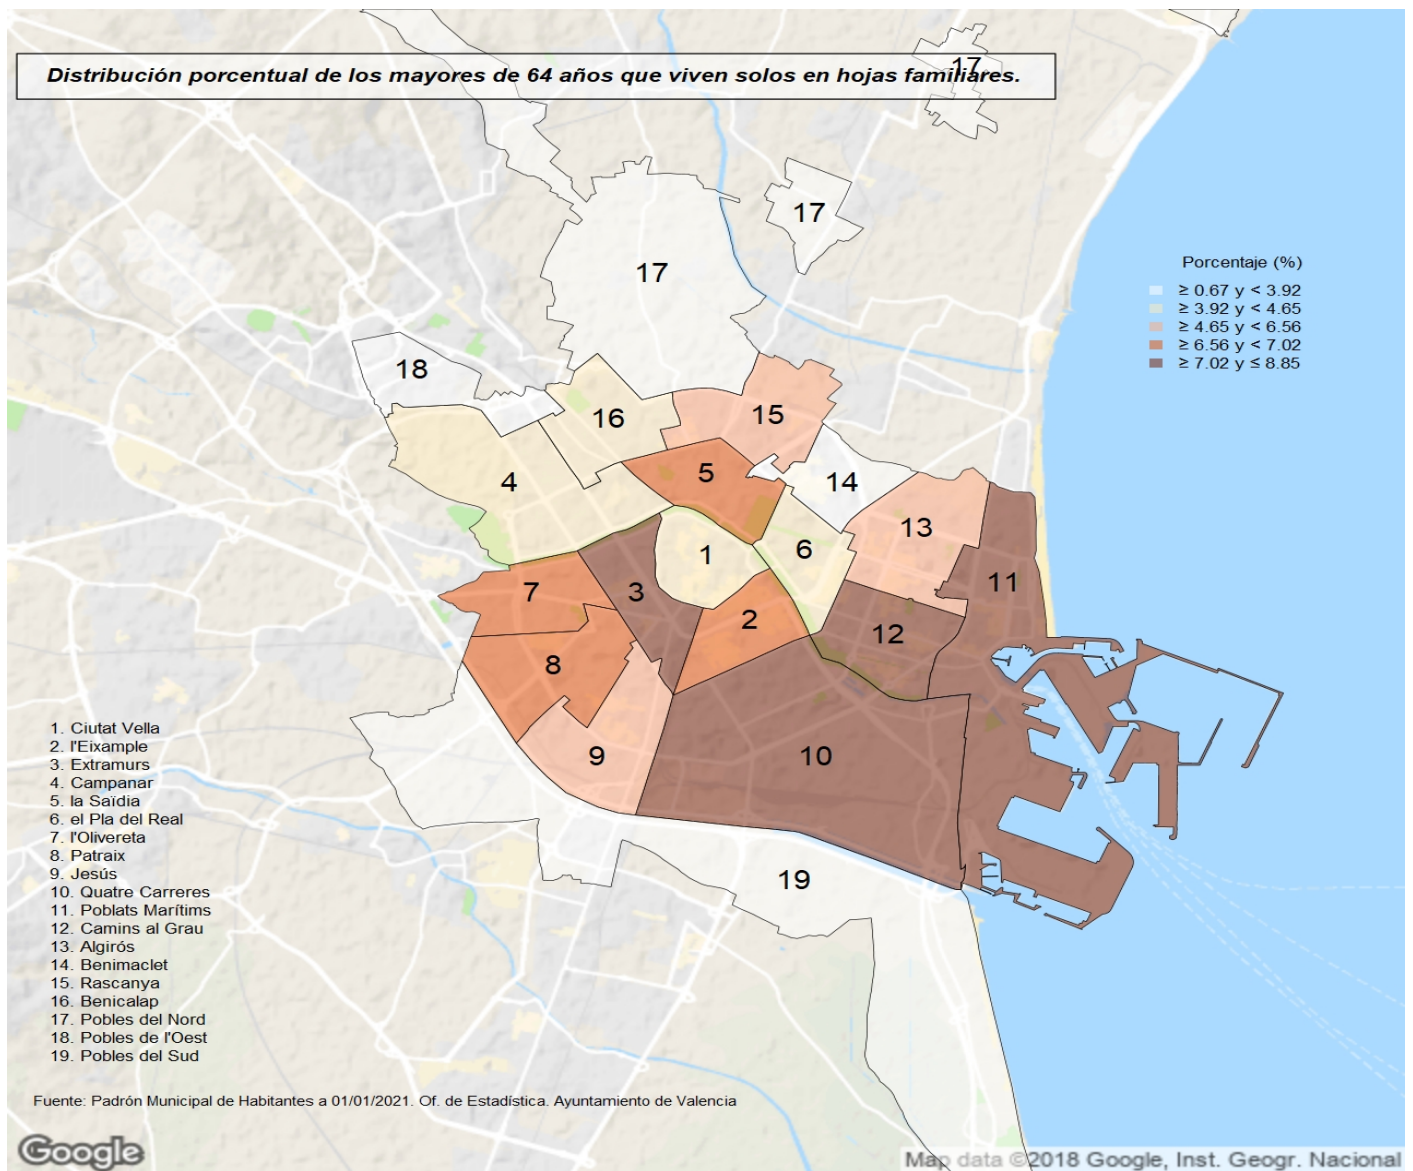 17
Distribución porcentual de los mayores de 64 años que viven solos en hojas familiares.
17
17
Porcentaje (%)
≥ 0.67 y < 3.92
≥ 3.92 y < 4.65
≥ 4.65 y < 6.56
≥ 6.56 y < 7.02
≥ 7.02 y ≤ 8.85
18
16
15
4
5
14
13
1
6
7
3
11
2
12
8
9
10
19
1. Ciutat Vella
2. l'Eixample
3. Extramurs
4. Campanar
5. la Saïdia
6. el Pla del Real
7. l'Olivereta
8. Patraix
9. Jesús
10. Quatre Carreres
11. Poblats Marítims
12. Camins al Grau
13. Algirós
14. Benimaclet
15. Rascanya
16. Benicalap
17. Pobles del Nord
18. Pobles de l'Oest
19. Pobles del Sud
Fuente: Padrón Municipal de Habitantes a 01/01/2021. Of. de Estadística. Ayuntamiento de Valencia
Google
Map data ©2018 Google, Inst. Geogr. Nacional